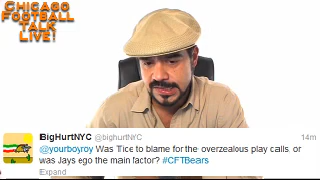 CHICAGO
FOOTBALL
TALK
LIVE!
BigHurtNYC @bighurtNYC 14m
@yourboyroy Was Tice to blame for the overzealous play calls or
was Jays ego the main factor? #CFTBears
Expand